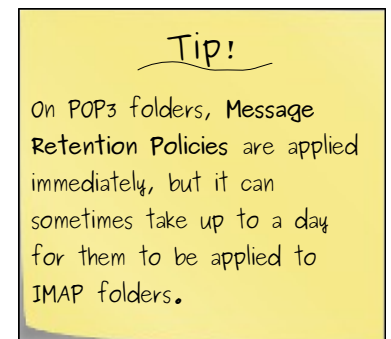 Tip!
On POP3 folders, Message
Retention Policies are applied
immediately, but it can
sometimes take up to a day
for them to be applied to
IMAP folders.